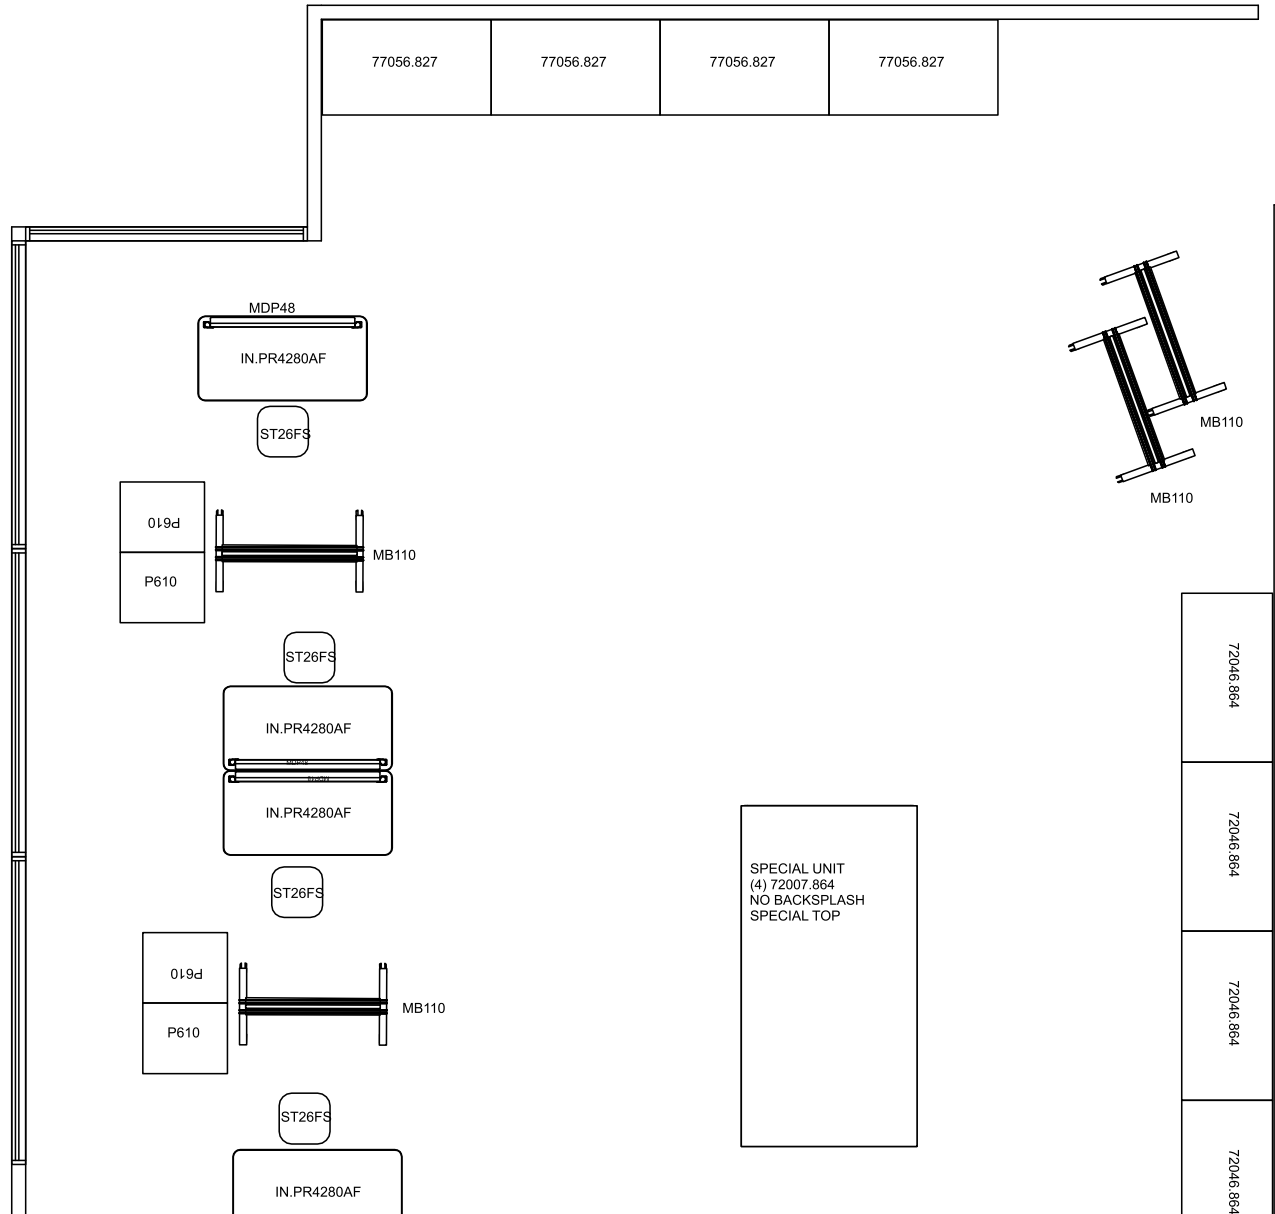 77056.827
77056.827
77056.827
77056.827
MDP48
IN.PR4280AF
ST26FS
MB110
MB110
P610
P610
MB110
ST26FS
IN.PR4280AF
MDP48
MDP48
IN.PR4280AF
ST26FS
P610
P610
MB110
ST26FS
IN.PR4280AF
SPECIAL UNIT
(4) 72007.864
NO BACKSPLASH
SPECIAL TOP
72046.864
72046.864
72046.864
72046.864